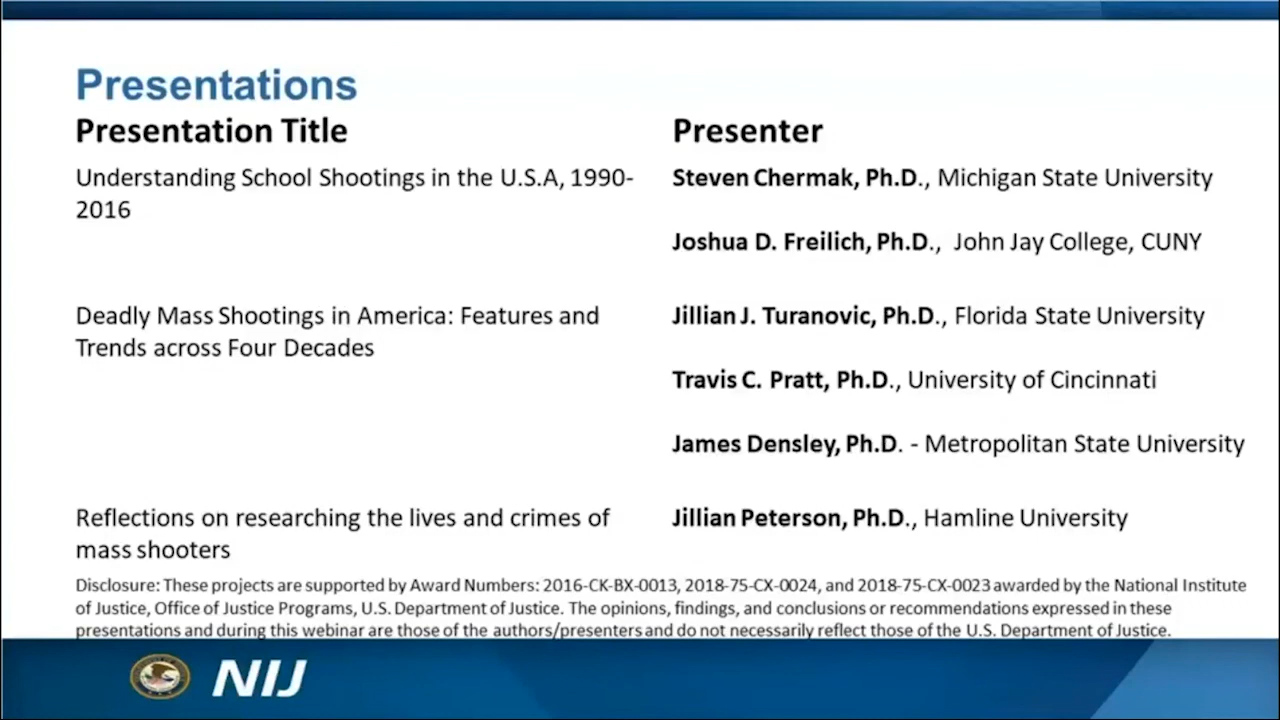 Presentations
Presentation Title
Presenter
Understanding School Shootings in the U.S.A, 1990-
2016
Steven Chermak, Ph.D., Michigan State University
Joshua D. Freilich, Ph.D.,  John Jay College, CUNY
Deadly Mass Shootings in America: Features and
Trends across Four Decades
Jillian J. Turanovic, Ph.D., Florida State University
Travis C. Pratt, Ph.D., University of Cincinnati
James Densley, Ph.D. - Metropolitan State University
Reflections on researching the lives and crimes of
mass shooters
Jillian Peterson, Ph.D., Hamline University
Disclosure: These projects are supported by Award Numbers: 2016-CK-BX-0013, 2018-75-CX-0024, and 2018-75-CX-0023 awarded by the National Institute
of Justice, Office of Justice Programs, U.S. Department of Justice. The opinions, findings, and conclusions or recommendations expressed in these
presentations and during this webinar are those of the authors/presenters and do not necessarily reflect those of the U.S. Department of Justice.
NIJ